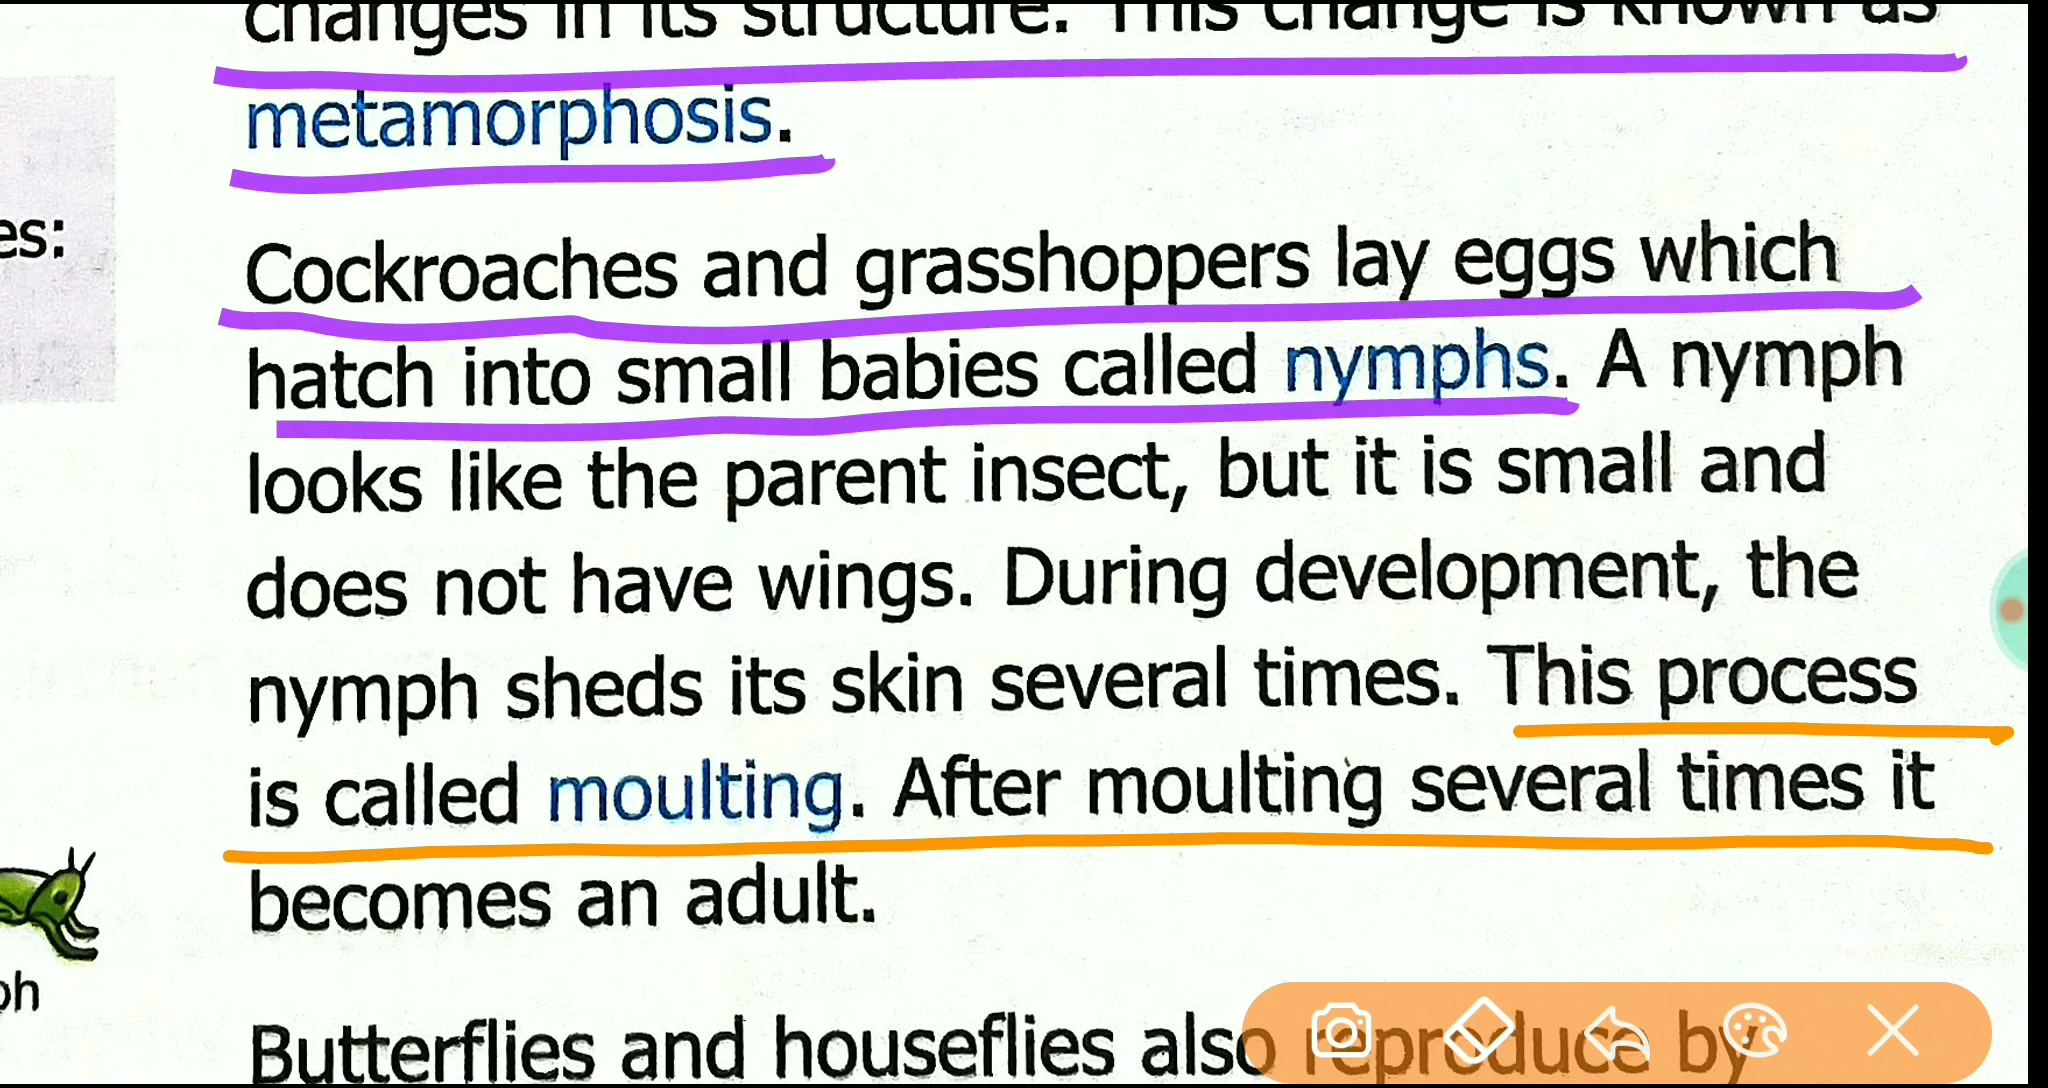 changes in its structure. This change is known as
metamorphosis.
es:
Cockroaches and grasshoppers lay eggs which
hatch into small babies called nymphs. A nymph
looks like the parent insect, but it is small and
does not have wings. During development, the
nymph sheds its skin several times. This process
is called moulting. After moulting several times it
becomes an adult.
ph
Butterflies and houseflies also reproduce by